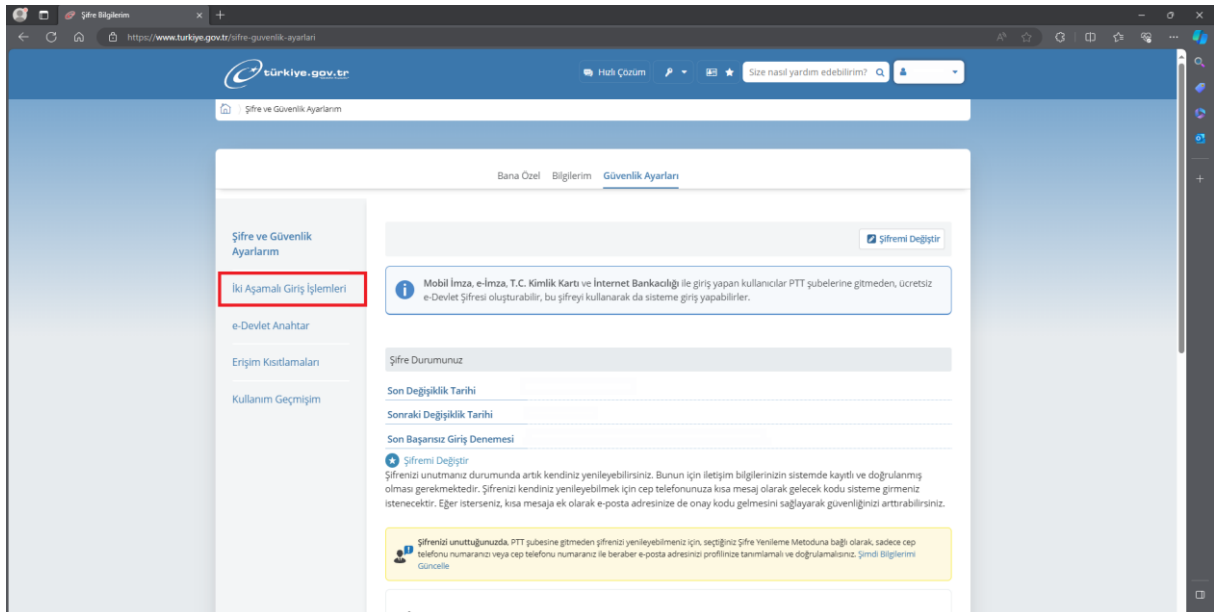 Şifre Bilgilerim
https://www.turkiye.gov.tr/sifre-guvenlik-ayarlari
türkiye.gov.tr
Hızlı Çözüm
Size nasıl yardım edebilirim?
Şifre ve Güvenlik Ayarlarım
Bana Özel Bilgilerim Güvenlik Ayarları
Şifre ve Güvenlik
Ayarlarım
İki Aşamalı Giriş İşlemleri
e-Devlet Anahtar
Erişim Kısıtlamaları
Kullanım Geçmişim
Şifremi Değiştir
Mobil İmza, e-İmza, T.C. Kimlik Kartı ve İnternet Bankacılığı ile giriş yapan kullanıcılar PTT şubelerine gitmeden, ücretsiz
e-Devlet Şifresi oluşturabilir, bu şifreyi kullanarak da sisteme giriş yapabilirler.
Şifre Durumunuz
Son Değişiklik Tarihi
Sonraki Değişiklik Tarihi
Son Başarısız Giriş Denemesi
Şifremi Değiştir
Şifrenizi unutmanız durumunda artık kendiniz yenileyebilirsiniz. Bunun için iletişim bilgilerinizin sistemde kayıtlı ve doğrulanmış
olması gerekmektedir. Şifrenizi kendiniz yenileyebilmek için cep telefonunuza kısa mesaj olarak gelecek kodu sisteme girmeniz
istenecektir. Eğer isterseniz, kısa mesaja ek olarak e-posta adresinize de onay kodu gelmesini sağlayarak güvenliğinizi arttırabilirsiniz.
Şifrenizi unuttuğunuzda, PTT şubesine gitmeden şifrenizi yenileyebilmeniz için, seçtiğiniz Şifre Yenileme Metoduna bağlı olarak, sadece cep
telefonu numaranızı veya cep telefonu numaranız ile beraber e-posta adresinizi profilinize tanımlamalı ve doğrulamalısınız. Şimdi Bilgilerimi
Güncelle